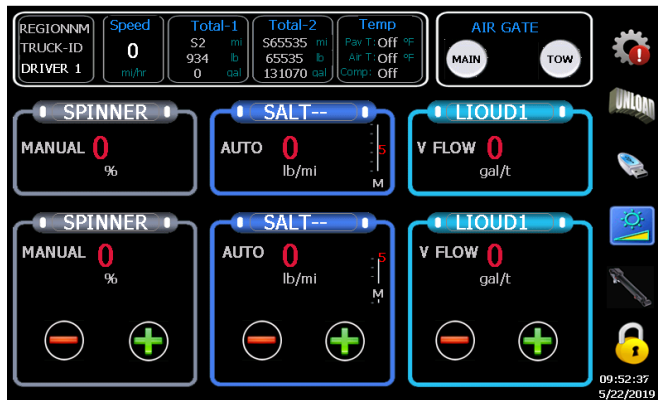 REGIONNM
TRUCK-ID
DRIVER 1
Speed
0
mi/hr
Total-1
S2 mi
934 lb
0 gal
Total-2
S65535 mi
65535 lb
131070 gal
Temp
Pav T: Off °F
Air T: Off °F
Comp: Off
AIR GATE
MAIN
TOW
UNLOAD
SPINNER
MANUAL 0
%
SALT--
AUTO 0
lb/mi
5
M
LIOUD1
V FLOW 0
gal/t
SPINNER
MANUAL 0
%
SALT--
AUTO 0
lb/mi
5
M
LIOUD1
V FLOW 0
gal/t
09:52:37
5/22/2019